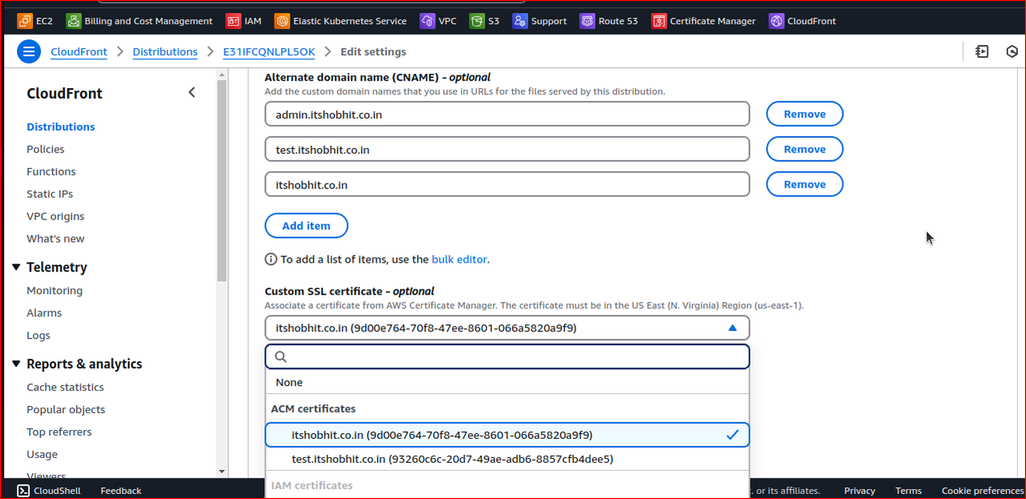 EC2 Billing and Cost Management IAM Elastic Kubernetes Service VPC S3 Support Route 53 Certificate Manager CloudFront
CloudFront Distributions E31IFCQNLPL5OK Edit settings
CloudFront
Distributions
Policies
Functions
Static IPs
VPC origins
What's new
Telemetry
Monitoring
Alarms
Logs
Reports & analytics
Cache statistics
Popular objects
Top referrers
Usage
Viewers
Alternate domain name (CNAME) – optional
Add the custom domain names that you use in URLs for the files served by this distribution.
admin.itshobhit.co.in Remove
test.itshobhit.co.in Remove
itshobhit.co.in Remove
Add item
To add a list of items, use the bulk editor.
Custom SSL certificate – optional
Associate a certificate from AWS Certificate Manager. The certificate must be in the US East (N. Virginia) Region (us-east-1).
itshobhit.co.in (9d00e764-70f8-47ee-8601-066a5820a9f9)
None
ACM certificates
itshobhit.co.in (9d00e764-70f8-47ee-8601-066a5820a9f9)
test.itshobhit.co.in (93260c6c-20d7-49ae-adb6-8857cfb4dee5)
IAM certificates
CloudShell Feedback , or its affiliates. Privacy Terms Cookie preferences